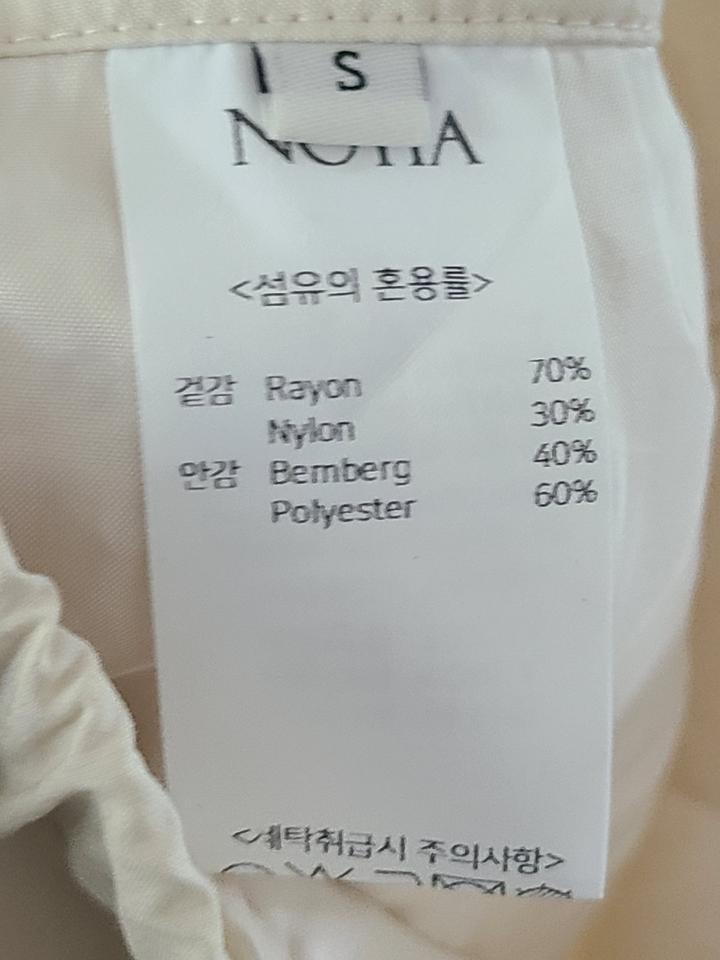 S
<섬유의 혼용률>
겉감 Rayon 70%
Nylon 30%
안감 Bemberg 40%
Polyester 60%
<세탁취급시 주의사항>